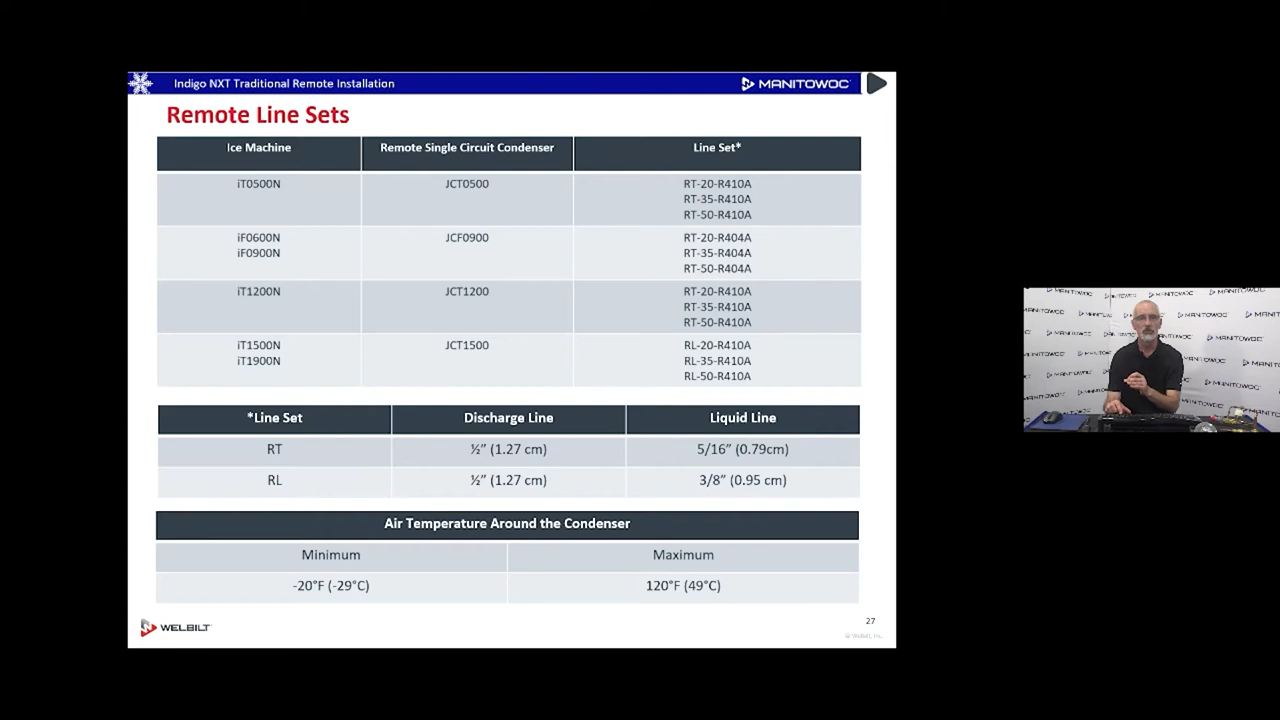 Indigo NXT Traditional Remote Installation
MANITOWOC
Remote Line Sets
Ice Machine Remote Single Circuit Condenser Line Set*
iT0500N JCT0500 RT-20-R410A
RT-35-R410A
RT-50-R410A
iF0600N JCF0900 RT-20-R404A
iF0900N RT-35-R404A
RT-50-R404A
iT1200N JCT1200 RT-20-R410A
RT-35-R410A
RT-50-R410A
iT1500N JCT1500 RL-20-R410A
iT1900N RL-35-R410A
RL-50-R410A
*Line Set Discharge Line Liquid Line
RT ½” (1.27 cm) 5/16” (0.79cm)
RL ½” (1.27 cm) 3/8” (0.95 cm)
Air Temperature Around the Condenser
Minimum Maximum
-20°F (-29°C) 120°F (49°C)
WELBILT
27
© Welbilt, Inc.
MANITOWOC